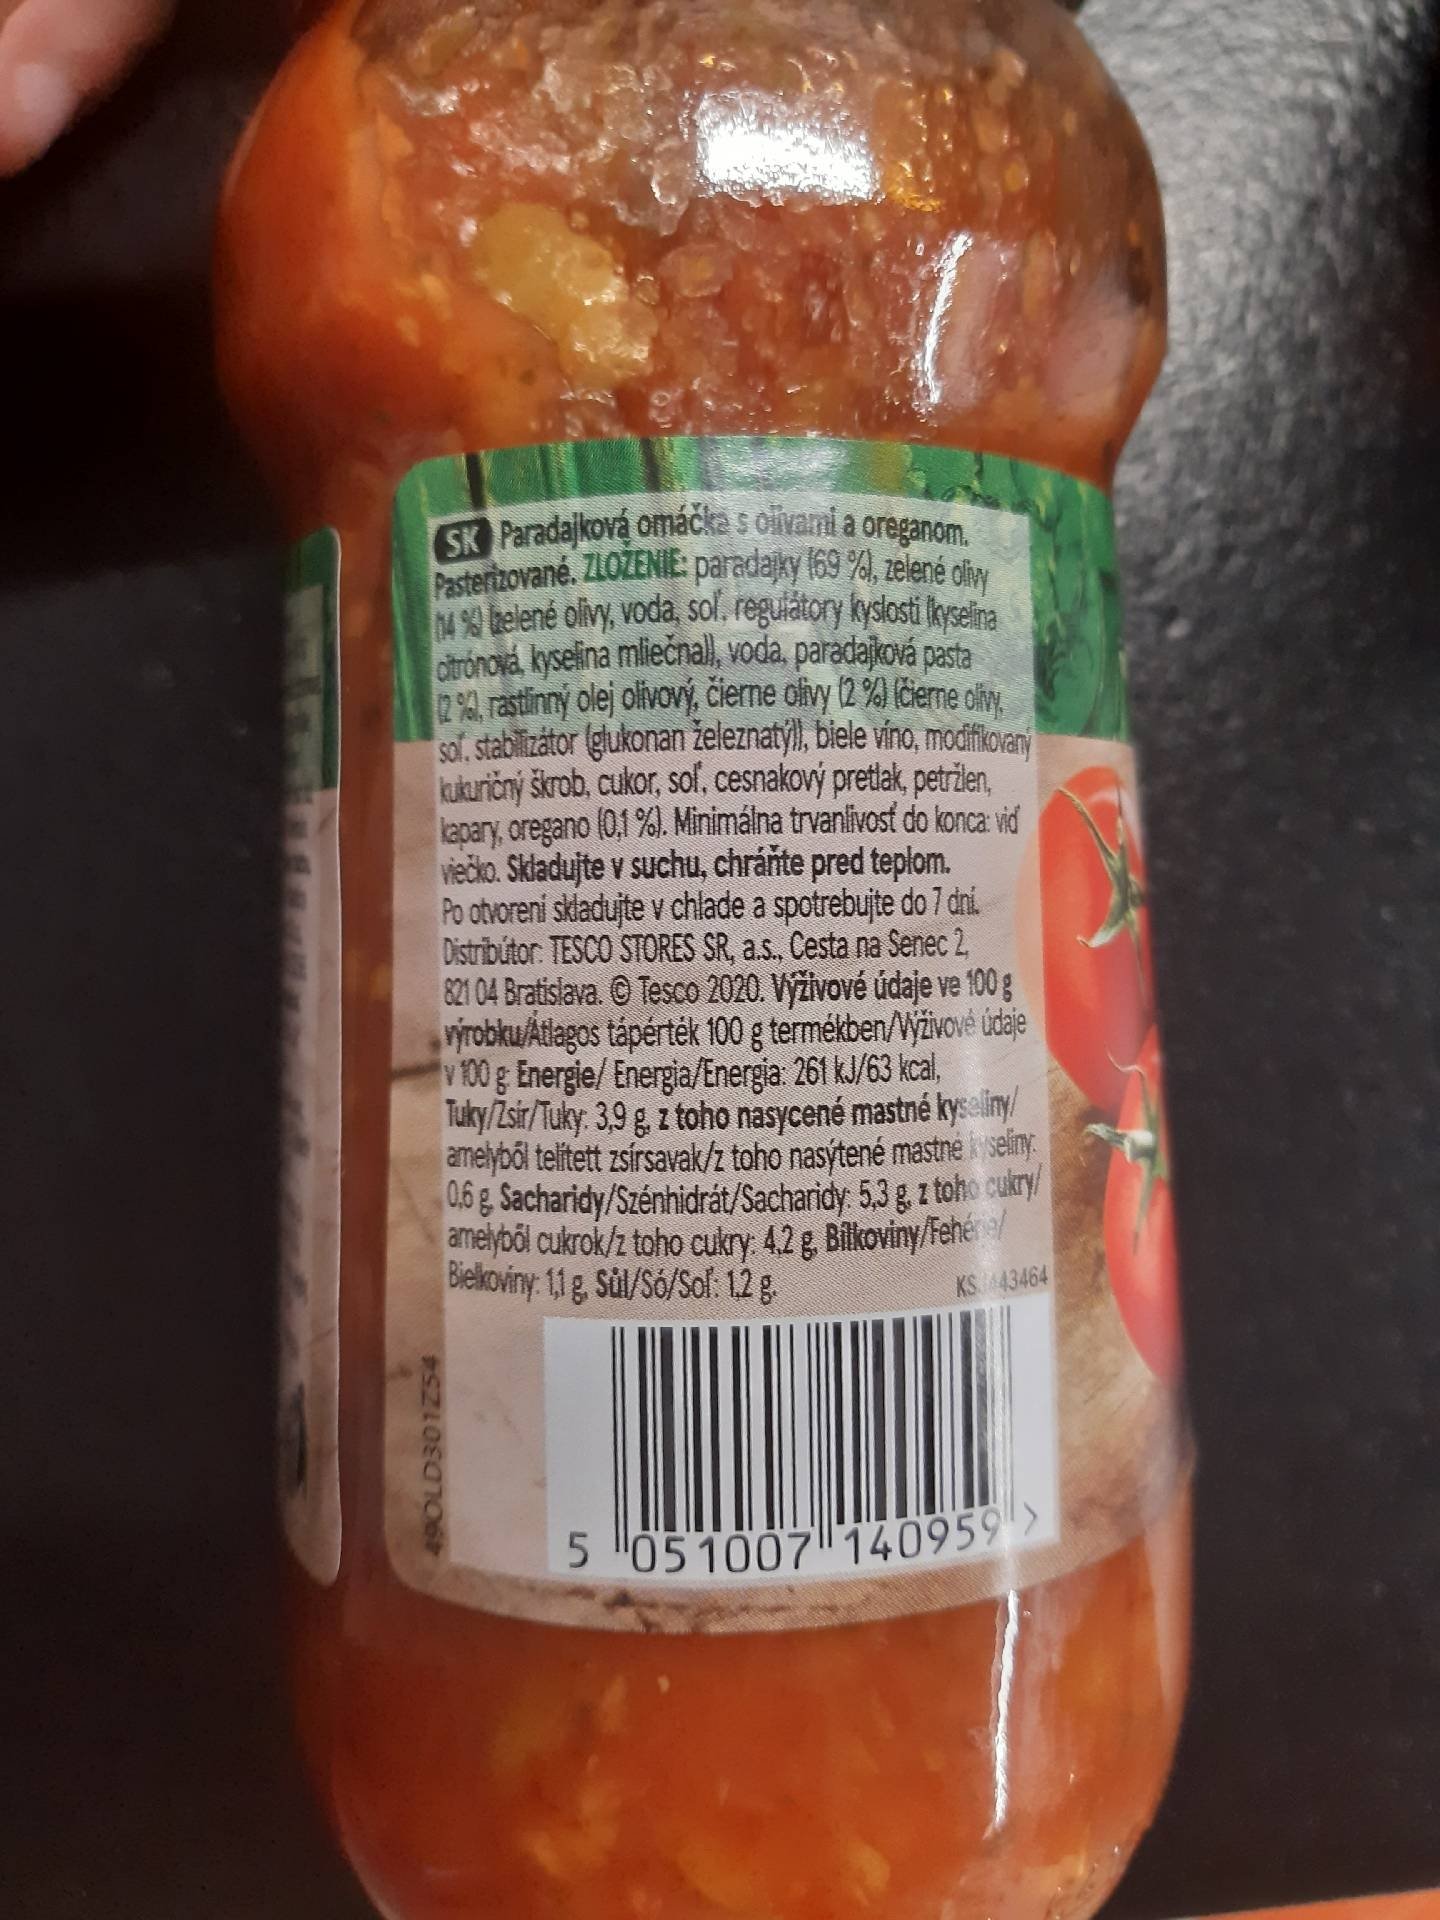 SK Paradajková omáčka s olivami a oreganom.
Pasterizované. ZLOŽENIE: paradajky (69 %), zelené olivy
(14 %) (zelené olivy, voda, soľ, regulátory kyslosti (kyselina
citrónová, kyselina mliečna)), voda, paradajková pasta
(2 %), rastlinný olej olivový, čierne olivy (2 %) (čierne olivy,
soľ, stabilizátor (glukonan železnatý)), biele víno, modifikovaný
kukuričný škrob, cukor, soľ, cesnakový pretlak, petržlen,
kapary, oregano (0,1 %). Minimálna trvanlivosť do konca: viď
viečko. Skladujte v suchu, chráňte pred teplom.
Po otvorení skladujte v chlade a spotrebujte do 7 dní.
Distribútor: TESCO STORES SR, a.s., Cesta na Senec 2,
821 04 Bratislava. © Tesco 2020. Výživové údaje ve 100 g
výrobku/Átlagos tápérték 100 g termékben/Výživové údaje
v 100 g: Energie/ Energia/Energia: 261 kJ/63 kcal,
Tuky/Zsír/Tuky: 3,9 g, z toho nasycené mastné kyseliny/
amelyből telített zsírsavak/z toho nasýtené mastné kyseliny:
0,6 g, Sacharidy/Szénhidrát/Sacharidy: 5,3 g, z toho cukry/
amelyből cukrok/z toho cukry: 4,2 g, Bílkoviny/Fehérje/
Bielkoviny: 1,1 g, Sůl/Só/Soľ: 1,2 g.
49OLD301Z54
5 051007 140959 >